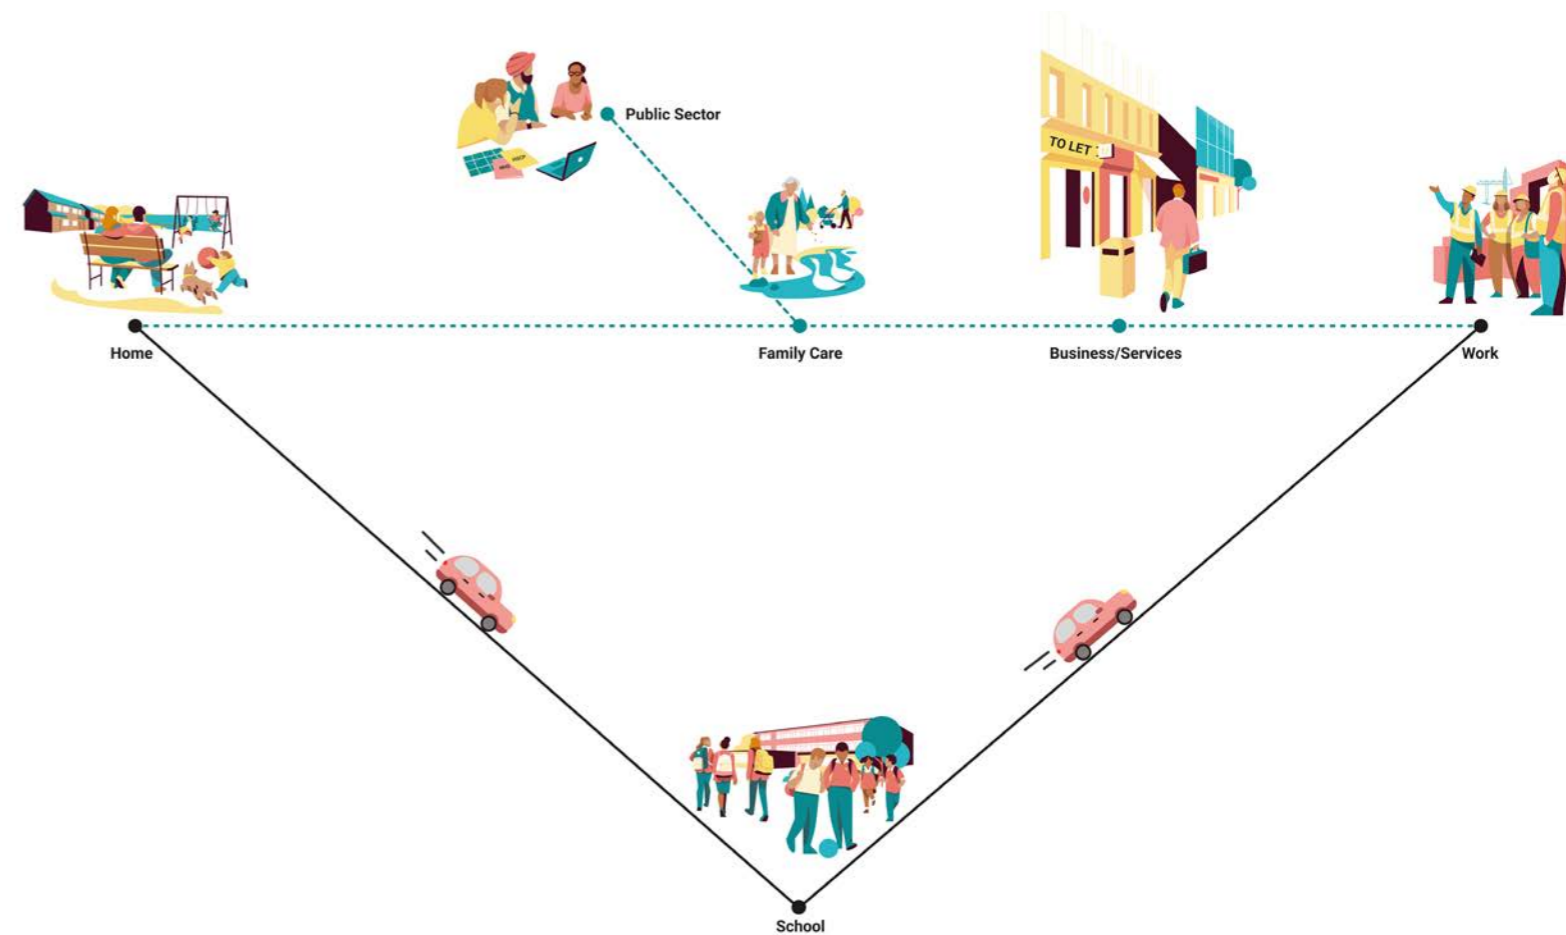 Public Sector
TO LET
Home
Family Care
Business/Services
Work
School